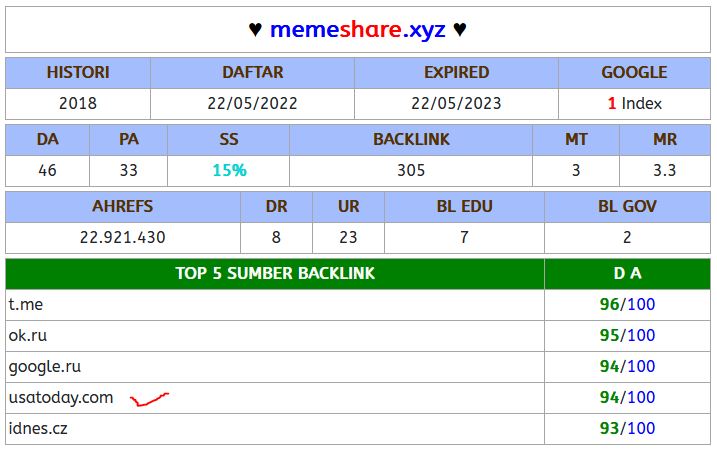 ♥ memeshare.xyz ♥
HISTORI DAFTAR ExPIRED GOOGLE
2018 22/05/2022 22/05/2023 1 Index
DA PA SS BACKLINK MT MR
46 33 15% 305 3 3.3
AHREFS DR UR BL EDU BL GOV
22.921.430 8 23 7 2
TOP 5 SUMBER BACKLINK D A
t.me 96/100
ok.ru 95/100
google.ru 94/100
usatoday.com 94/100
idnes.cz 93/100